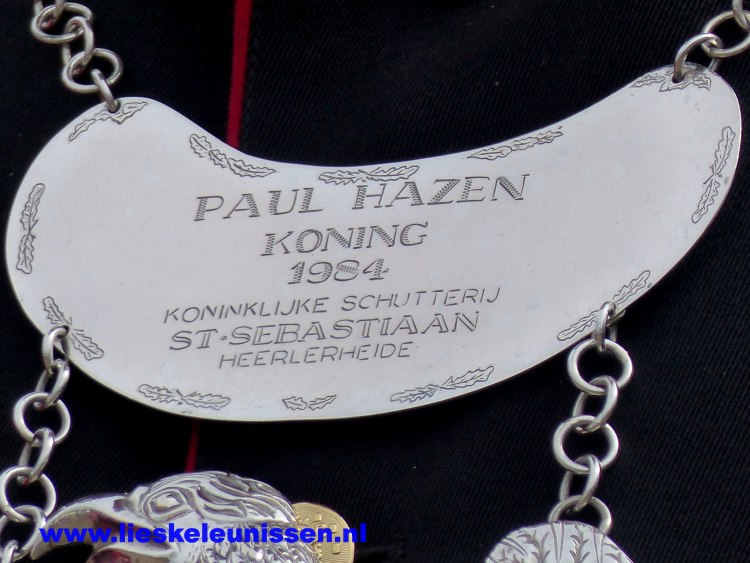 PAUL HAZEN
KONING
1984
KONINKLIJKE SCHUTTERIJ
ST·SEBASTIAAN
HEERLERHEIDE
www.lieskeleunissen.nl